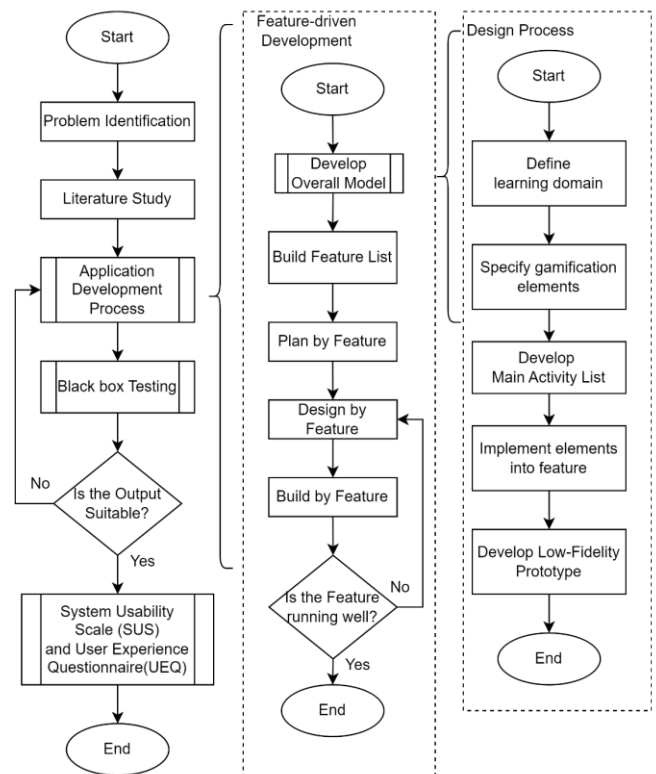 Start
Problem Identification
Literature Study
Application
Development
Process
Black box Testing
Is the Output
Suitable?
No
Yes
System Usability
Scale (SUS)
and User Experience
Questionnaire(UEQ)
End
Feature-driven
Development
Start
Develop
Overall Model
Build Feature List
Plan by Feature
Design by
Feature
Build by Feature
Is the Feature
running well?
No
Yes
End
Design Process
Start
Define
learning domain
Specify gamification
elements
Develop
Main Activity List
Implement elements
into feature
Develop Low-Fidelity
Prototype
End